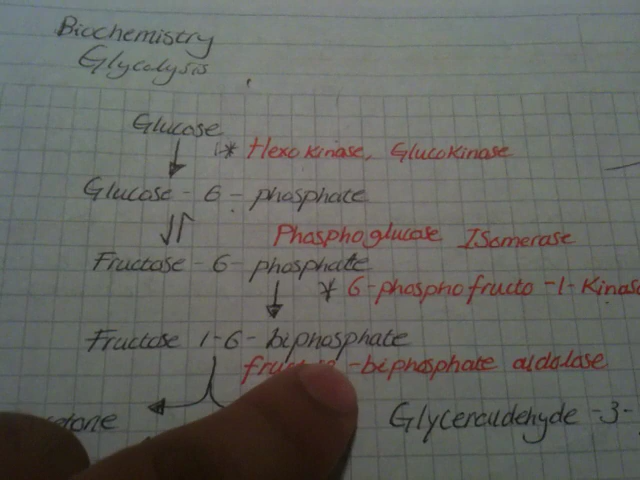 Biochemistry
Glycolysis
Glucose
* Hexokinase, Glucokinase
Glucose - 6 - phosphate
Phosphoglucose Isomerase
Fructose - 6 - phosphate
* 6-phosphofructo -1- Kinase
Fructose 1-6- biphosphate
-biphosphate aldolase
Glyceraldehyde -3-